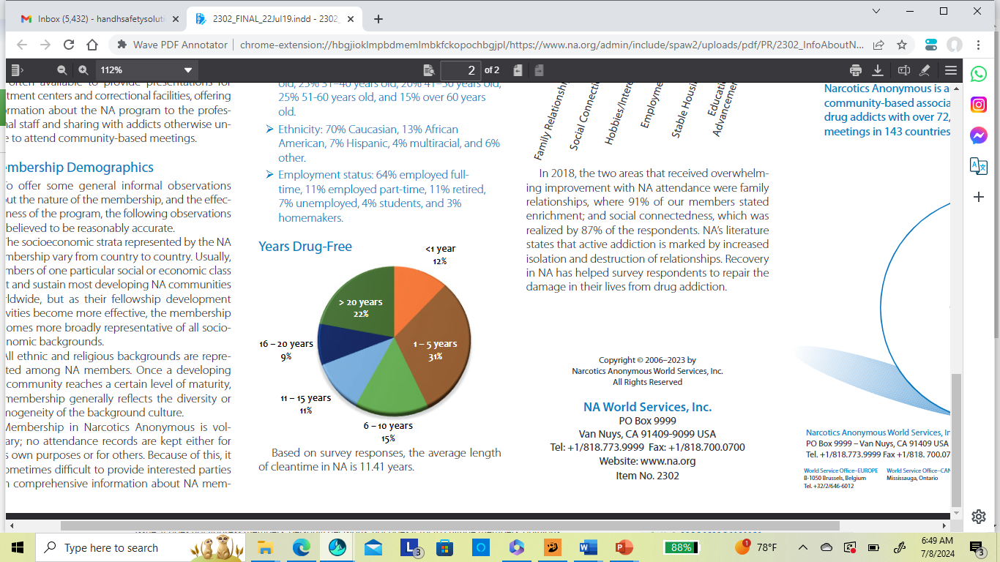 Inbox (5,432) - handhsafetysoluti
2302_FINAL_22Jul19.indd - 2302_
Wave PDF Annotator
chrome-extension://hbgjjioklmpbdmemlmbkfckopochbgjpl/https://www.na.org/admin/include/spaw2/uploads/pdf/PR/2302_InfoAboutN...
112%
2 of 2
often available to provide presentations for
tment centers and correctional facilities, offering
rmation about the NA program to the profes-
nal staff and sharing with addicts otherwise un-
e to attend community-based meetings.
embership Demographics
To offer some general informal observations
out the nature of the membership, and the effec-
ness of the program, the following observations
believed to be reasonably accurate.
The socioeconomic strata represented by the NA
mbership vary from country to country. Usually,
mbers of one particular social or economic class
t and sustain most developing NA communities
rldwide, but as their fellowship development
vities become more effective, the membership
omes more broadly representative of all socio-
nomic backgrounds.
All ethnic and religious backgrounds are repre-
ted among NA members. Once a developing
community reaches a certain level of maturity,
membership generally reflects the diversity or
mogeneity of the background culture.
Membership in Narcotics Anonymous is vol-
ary; no attendance records are kept either for
s own purposes or for others. Because of this, it
ometimes difficult to provide interested parties
n comprehensive information about NA mem-
old, 25% 31–40 years old, 20% 41–50 years old,
25% 51-60 years old, and 15% over 60 years
old.
➢ Ethnicity: 70% Caucasian, 13% African
American, 7% Hispanic, 4% multiracial, and 6%
other.
➢ Employment status: 64% employed full-
time, 11% employed part-time, 11% retired,
7% unemployed, 4% students, and 3%
homemakers.
Years Drug-Free
<1 year
12%
> 20 years
22%
1 – 5 years
31%
16 – 20 years
9%
11 – 15 years
11%
6 – 10 years
15%
Based on survey responses, the average length
of cleantime in NA is 11.41 years.
Family Relationsh
Social Connecti
Hobbies/Intere
Employme
Stable Housi
Educati
Advancemen
In 2018, the two areas that received overwhelm-
ing improvement with NA attendance were family
relationships, where 91% of our members stated
enrichment; and social connectedness, which was
realized by 87% of the respondents. NA's literature
states that active addiction is marked by increased
isolation and destruction of relationships. Recovery
in NA has helped survey respondents to repair the
damage in their lives from drug addiction.
Copyright © 2006–2023 by
Narcotics Anonymous World Services, Inc.
All Rights Reserved
NA World Services, Inc.
PO Box 9999
Van Nuys, CA 91409-9099 USA
Tel: +1/818.773.9999 Fax: +1/818.700.0700
Website: www.na.org
Item No. 2302
Narcotics Anonymous is a
community-based associa
drug addicts with over 72,
meetings in 143 countries
Narcotics Anonymous World Services, In
PO Box 9999 – Van Nuys, CA 91409 USA
Tel. +1/818.773.9999 Fax +1/818. 700.07
World Service Office–EUROPE
B-1050 Brussels, Belgium
Tel. +32/2/646-6012
World Service Office–CAN
Mississauga, Ontario
Type here to search
L
3
W
P
88%
1
78°F
6:49 AM
7/8/2024
3